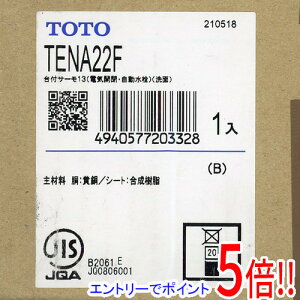 TOTO
210518
TENA22F
台付サーモ13(電気開閉・自動水栓)(洗面)
4940577203328
1入
(B)
主材料 胴:黄銅/シート:合成樹脂
JIS
JQA
B2061 E
JQ0806001
20
エントリーでポイント
5倍!!